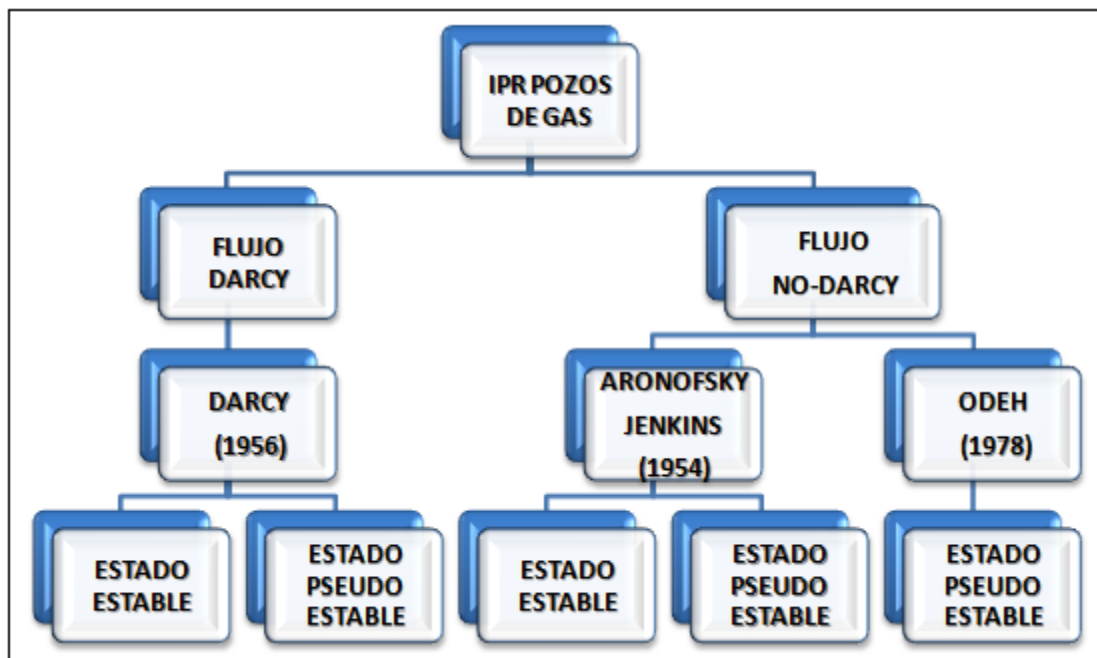 IPR POZOS
DE GAS
FLUJO
DARCY
FLUJO
NO-DARCY
DARCY
(1956)
ARONOFSKY
JENKINS
(1954)
ODEH
(1978)
ESTADO
ESTABLE
ESTADO
PSEUDO
ESTABLE
ESTADO
ESTABLE
ESTADO
PSEUDO
ESTABLE
ESTADO
PSEUDO
ESTABLE